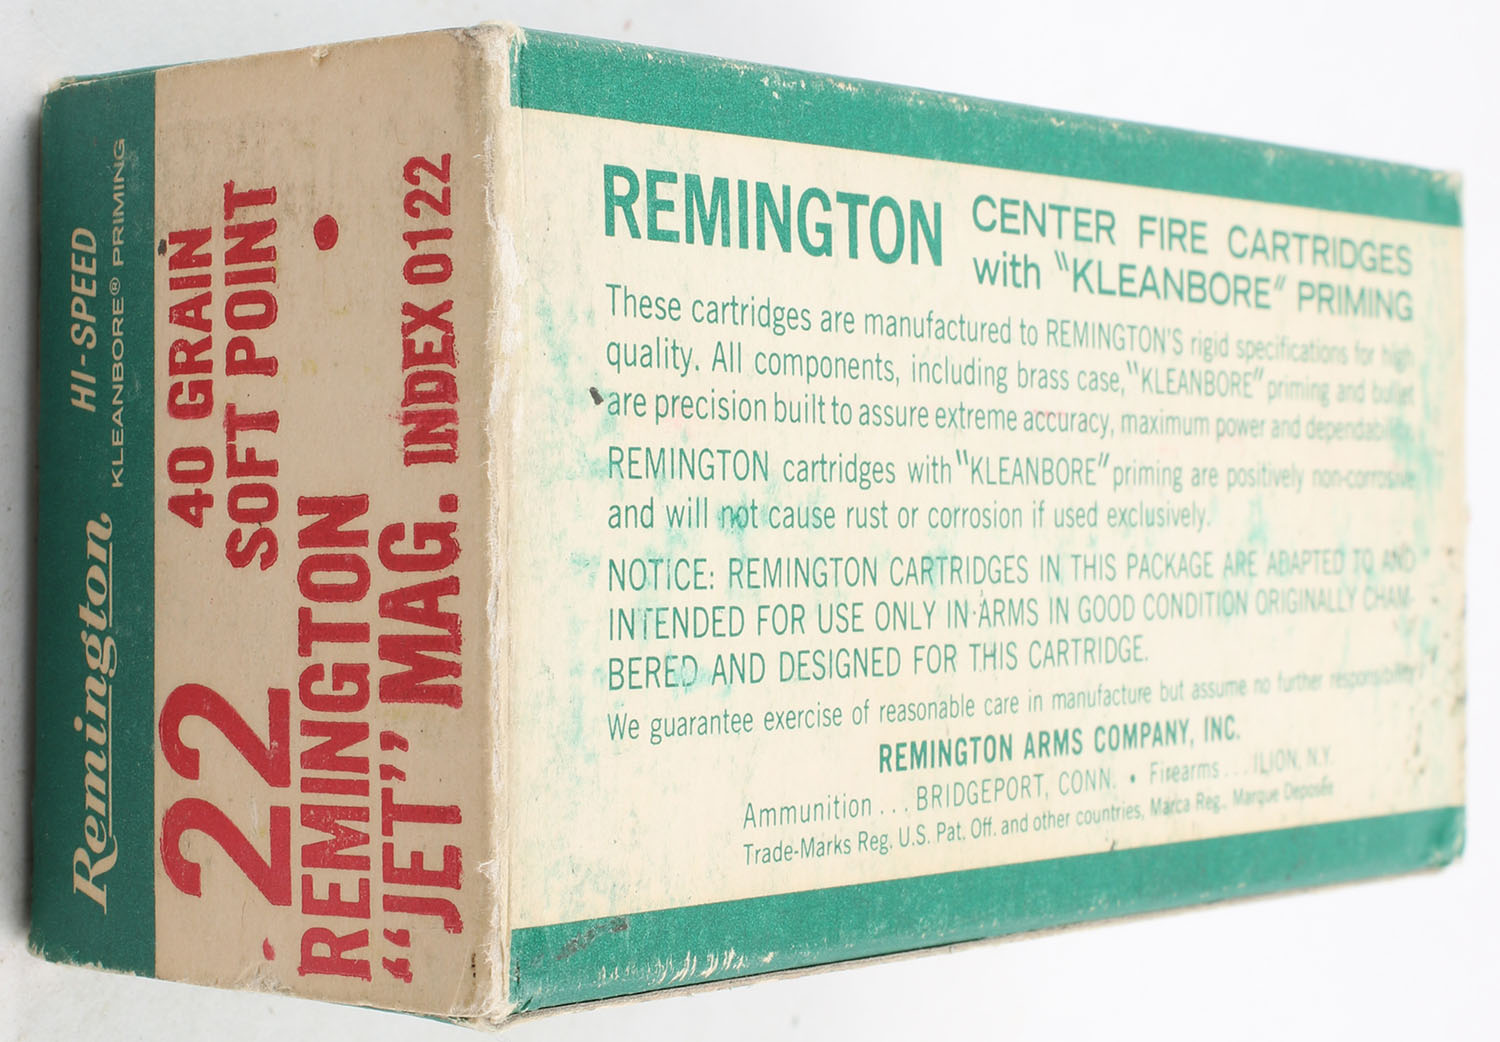 Remington
HI-SPEED
KLEANBORE® PRIMING
.22
40 GRAIN
SOFT POINT
REMINGTON
“JET” MAG. INDEX 0122
REMINGTON CENTER FIRE CARTRIDGES
with "KLEANBORE" PRIMING
These cartridges are manufactured to REMINGTON'S rigid specifications for high
quality. All components, including brass case, "KLEANBORE" priming and bullet
are precision built to assure extreme accuracy, maximum power and
REMINGTON cartridges with "KLEANBORE" priming are positively non-corrosive
and will not cause rust or corrosion if used exclusively.
NOTICE: REMINGTON CARTRIDGES IN THIS PACKAGE ARE ADAPTED TO AND
INTENDED FOR USE ONLY IN ARMS IN GOOD CONDITION ORIGINALLY CHAM-
BERED AND DESIGNED FOR THIS CARTRIDGE.
We guarantee exercise of reasonable care in manufacture but assume no further responsibility.
REMINGTON ARMS COMPANY, INC.
Ammunition . . . BRIDGEPORT, CONN. • Firearms . . . ILION, N.Y.
Trade-Marks Reg. U.S. Pat. Off. and other countries, Marca Reg., Marque Deposée